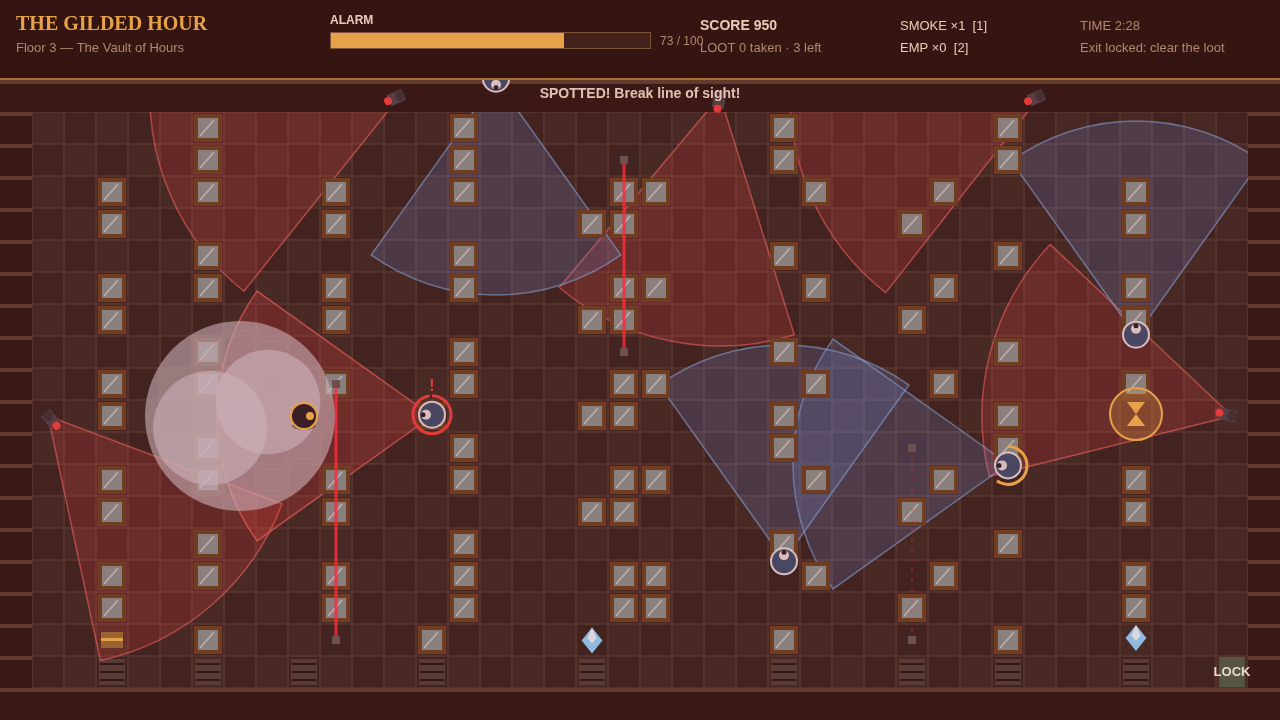 THE GILDED HOUR
Floor 3 — The Vault of Hours
ALARM
73 / 100
SCORE 950
LOOT 0 taken · 3 left
SMOKE ×1 [1]
EMP ×0 [2]
TIME 2:28
Exit locked: clear the loot
SPOTTED! Break line of sight!
!
LOCK